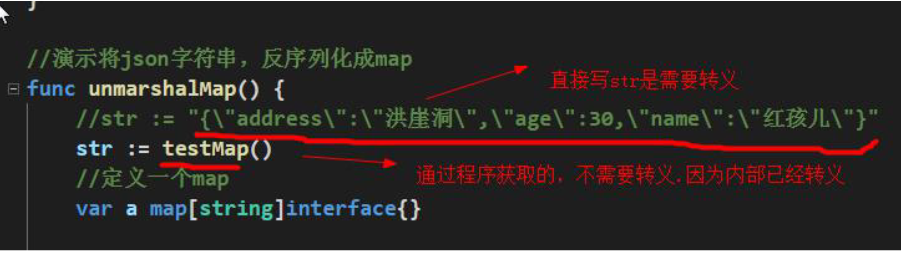 }
//演示将json字符串，反序列化成map
func unmarshalMap() {
直接写str是需要转义
//str := "{\"address\":\"洪崖洞\",\"age\":30,\"name\":\"红孩儿\"}"
str := testMap()
通过程序获取的，不需要转义.因为内部已经转义
//定义一个map
var a map[string]interface{}